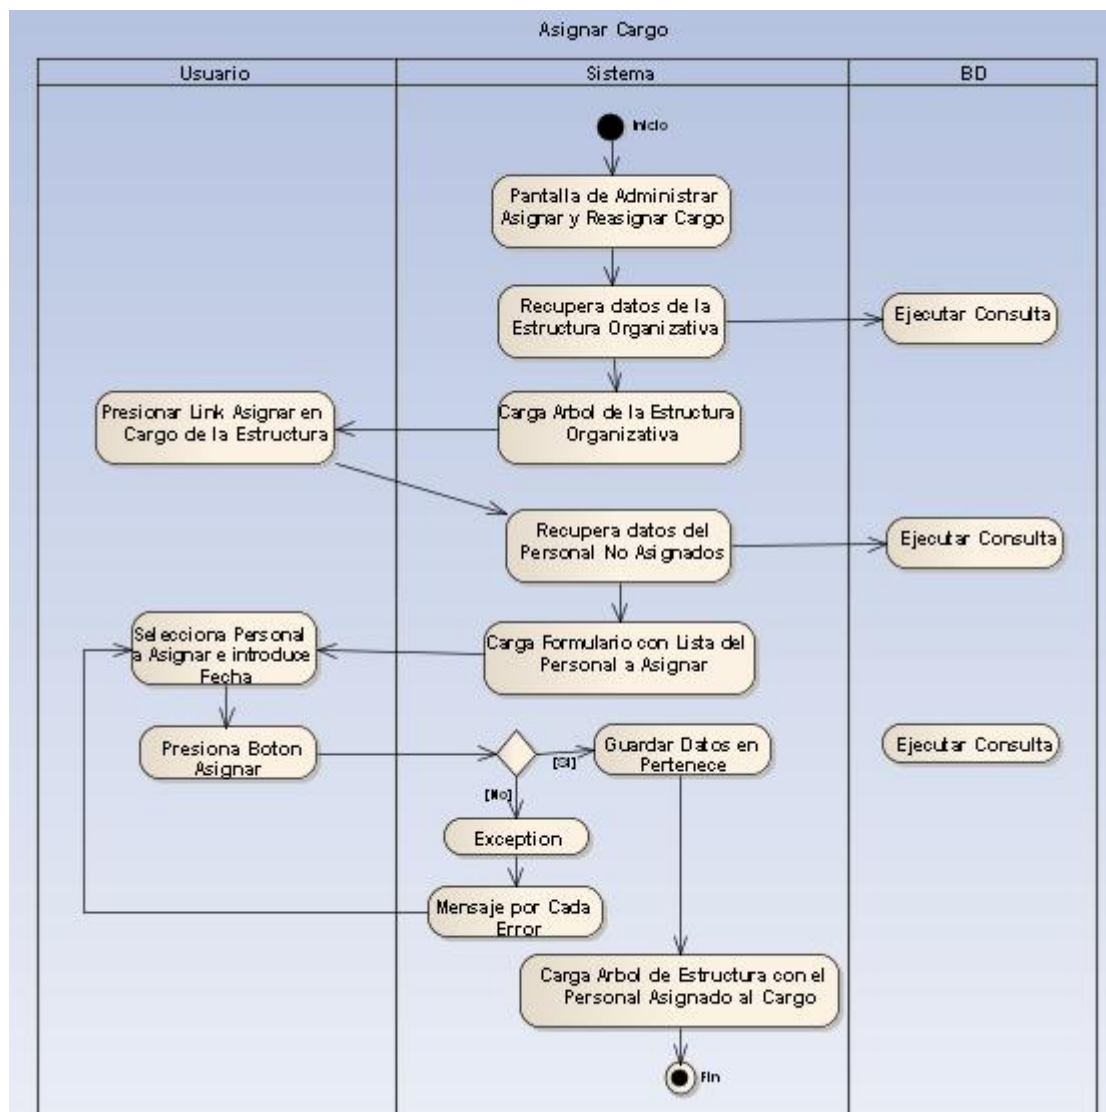 Asignar Cargo
Usuario
Sistema
BD
Inicio
Pantalla de Administrar
Asignar y Reasignar Cargo
Recupera datos de la
Estructura Organizativa
Ejecutar Consulta
Presionar Link Asignar en
Cargo de la Estructura
Carga Arbol de la Estructura
Organizativa
Recupera datos del
Personal No Asignados
Ejecutar Consulta
Selecciona Personal
a Asignar e introduce
Fecha
Carga Formulario con Lista del
Personal a Asignar
Presiona Boton
Asignar
[SI]
Guardar Datos en
Pertenece
Ejecutar Consulta
[No]
Exception
Mensaje por Cada
Error
Carga Arbol de Estructura con el
Personal Asignado al Cargo
Fin